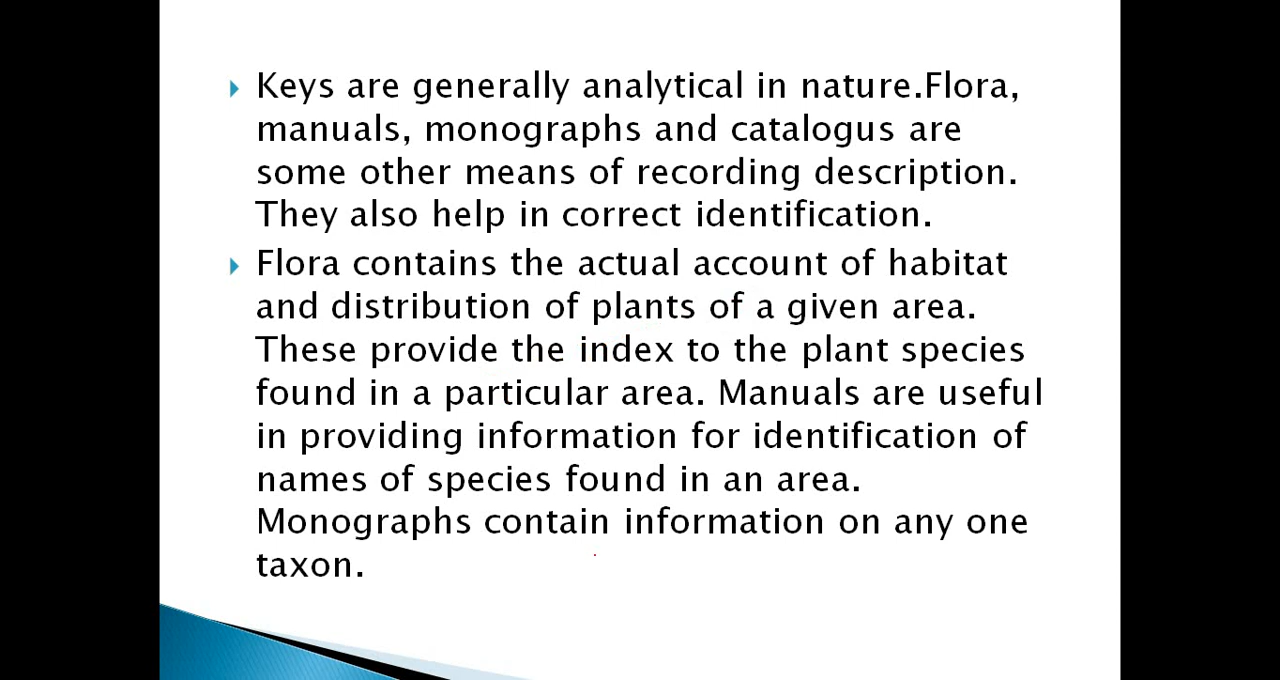 Keys are generally analytical in nature.Flora,
manuals, monographs and catalogus are
some other means of recording description.
They also help in correct identification.
Flora contains the actual account of habitat
and distribution of plants of a given area.
These provide the index to the plant species
found in a particular area. Manuals are useful
in providing information for identification of
names of species found in an area.
Monographs contain information on any one
taxon.